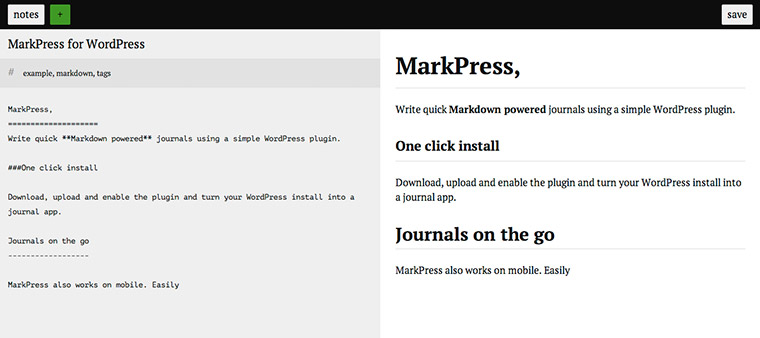 notes + save
MarkPress for WordPress
# example, markdown, tags
MarkPress,
====================
Write quick **Markdown powered** journals using a simple WordPress plugin.
###One click install
Download, upload and enable the plugin and turn your WordPress install into a
journal app.
Journals on the go
------------------
MarkPress also works on mobile. Easily
MarkPress,
Write quick Markdown powered journals using a simple WordPress plugin.
One click install
Download, upload and enable the plugin and turn your WordPress install into
a journal app.
Journals on the go
MarkPress also works on mobile. Easily